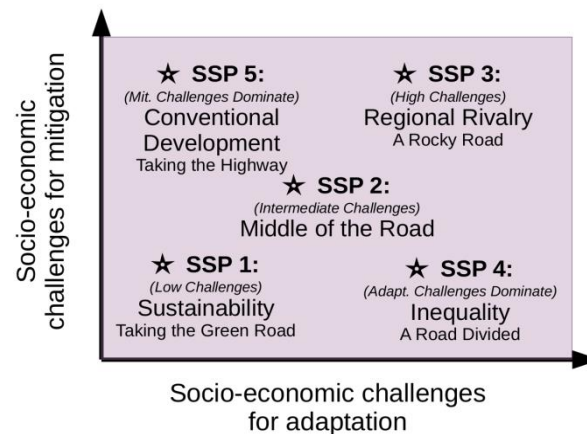 Socio-economic
challenges for mitigation
☆ SSP 5:
(Mit. Challenges Dominate)
Conventional
Development
Taking the Highway
☆ SSP 3:
(High Challenges)
Regional Rivalry
A Rocky Road
☆ SSP 2:
(Intermediate Challenges)
Middle of the Road
☆ SSP 1:
(Low Challenges)
Sustainability
Taking the Green Road
☆ SSP 4:
(Adapt. Challenges Dominate)
Inequality
A Road Divided
Socio-economic challenges
for adaptation